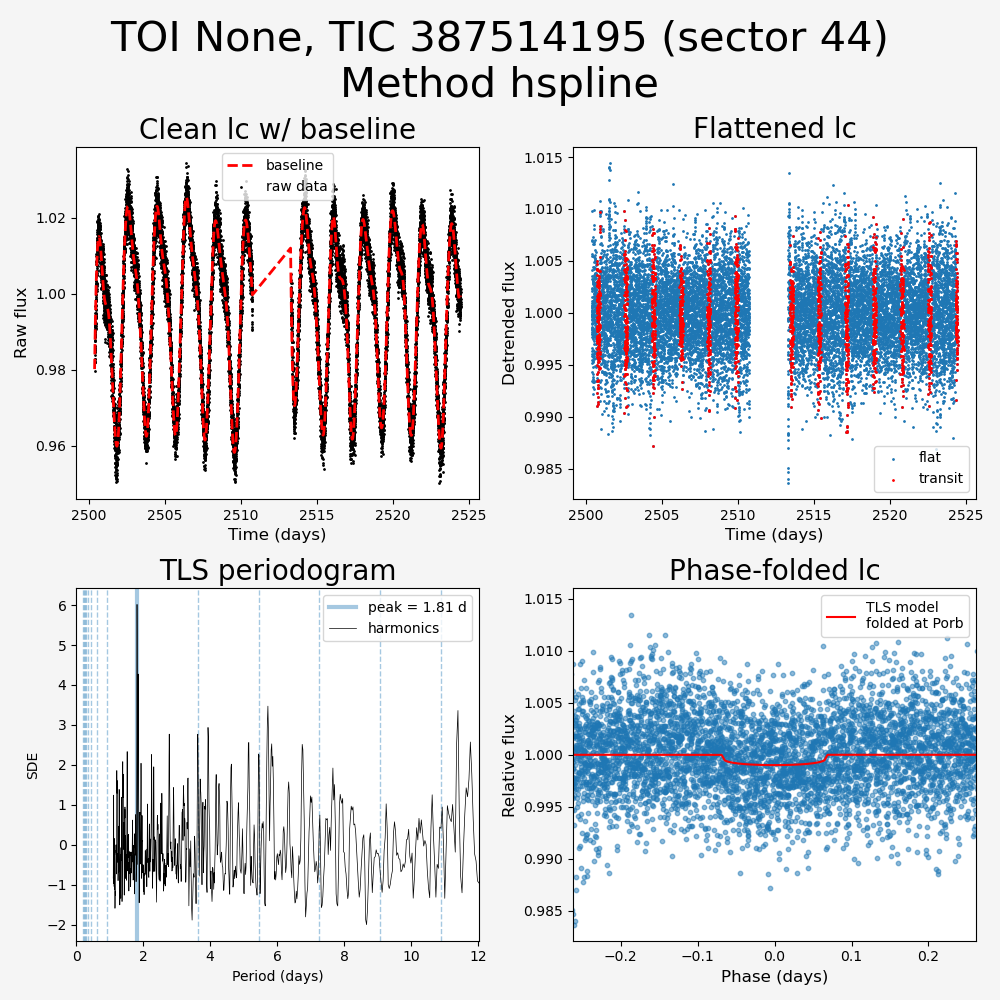 TOI None, TIC 387514195 (sector 44)
Method hspline
Clean lc w/ baseline
baseline
raw data
1.02
1.00
0.98
0.96
Raw flux
2500
2505
2510
2515
2520
2525
Time (days)
Flattened lc
1.015
1.010
1.005
1.000
0.995
0.990
0.985
Detrended flux
flat
transit
2500
2505
2510
2515
2520
2525
Time (days)
TLS periodogram
peak = 1.81 d
harmonics
6
5
4
3
2
1
0
−1
−2
SDE
0
2
4
6
8
10
12
Period (days)
Phase-folded lc
TLS model
folded at Porb
1.015
1.010
1.005
1.000
0.995
0.990
0.985
Relative flux
−0.2
−0.1
0.0
0.1
0.2
Phase (days)